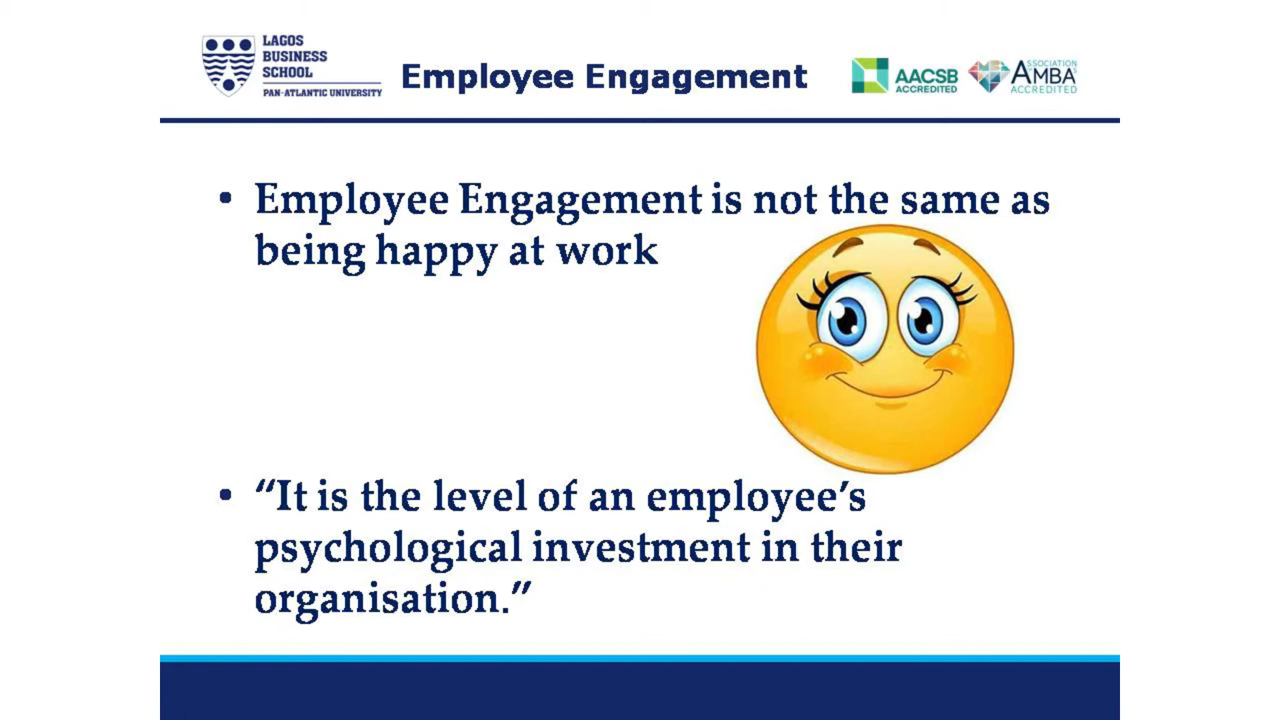 LAGOS
BUSINESS
SCHOOL
PAN-ATLANTIC UNIVERSITY
Employee Engagement
AACSB
ACCREDITED
ASSOCIATION
AMBA
ACCREDITED
• Employee Engagement is not the same as
being happy at work
• “It is the level of an employee’s
psychological investment in their
organisation.”